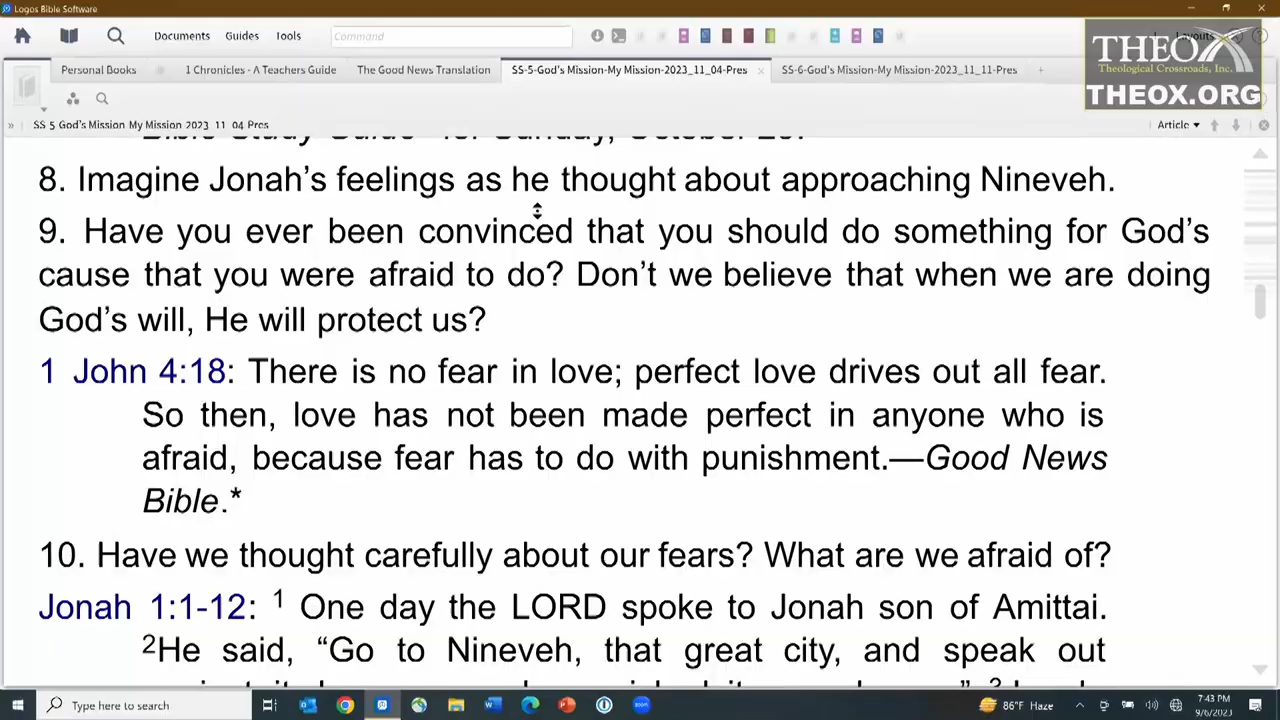 Logos Bible Software
Documents Guides Tools Command Layouts
THEOX
Theological Crossroads, Inc.
THEOX.ORG
Personal Books 1 Chronicles - A Teachers Guide The Good News Bible SS-5-God's Mission-My Mission-2023_11_04-Pres SS-6-God's Mission-My Mission-2023_11_11-Pres
SS 5 God's Mission My Mission 2023 11 04 Pres Article
8. Imagine Jonah's feelings as he thought about approaching Nineveh.
9. Have you ever been convinced that you should do something for God's
cause that you were afraid to do? Don't we believe that when we are doing
God's will, He will protect us?
1 John 4:18: There is no fear in love; perfect love drives out all fear.
So then, love has not been made perfect in anyone who is
afraid, because fear has to do with punishment.—Good News
Bible.*
10. Have we thought carefully about our fears? What are we afraid of?
Jonah 1:1-12: 1 One day the LORD spoke to Jonah son of Amittai.
2He said, “Go to Nineveh, that great city, and speak out
Type here to search 86°F Haze 7:43 PM
9/6/2023